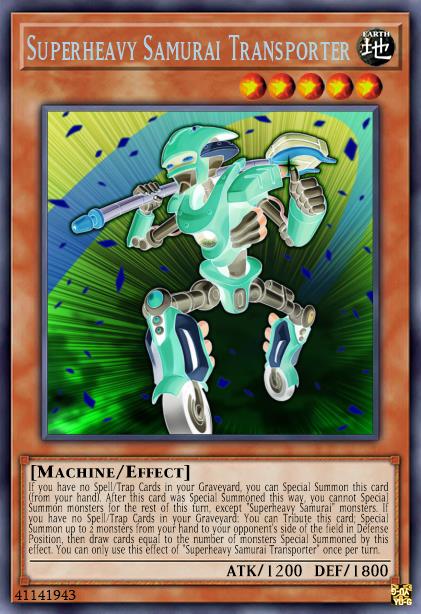 SUPERHEAVY SAMURAI TRANSPORTER
EARTH
地
[MACHINE/EFFECT]
If you have no Spell/Trap Cards in your Graveyard, you can Special Summon this card
(from your hand). After this card was Special Summoned this way, you cannot Special
Summon monsters for the rest of this turn, except "Superheavy Samurai" monsters. If
you have no Spell/Trap Cards in your Graveyard: You can Tribute this card; Special
Summon up to 2 monsters from your hand to your opponent's side of the field in Defense
Position, then draw cards equal to the number of monsters Special Summoned by this
effect. You can only use this effect of "Superheavy Samurai Transporter" once per turn.
ATK/1200 DEF/1800
41141943